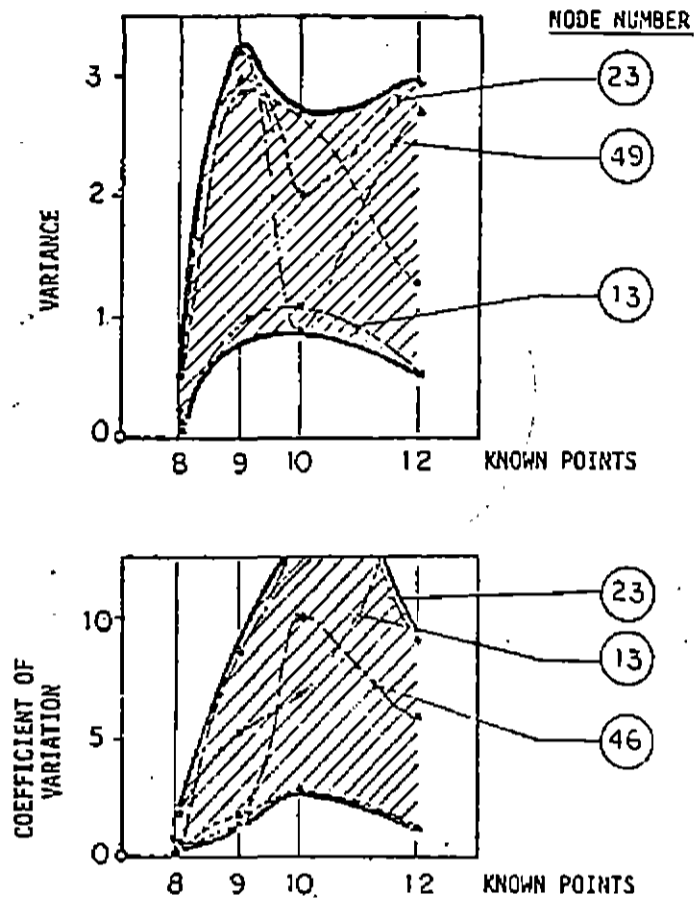 NODE NUMBER
3
2
1
0
VARIANCE
23
49
13
8 9 10 12 KNOWN POINTS
10
5
0
COEFFICIENT OF
VARIATION
23
13
46
8 9 10 12 KNOWN POINTS